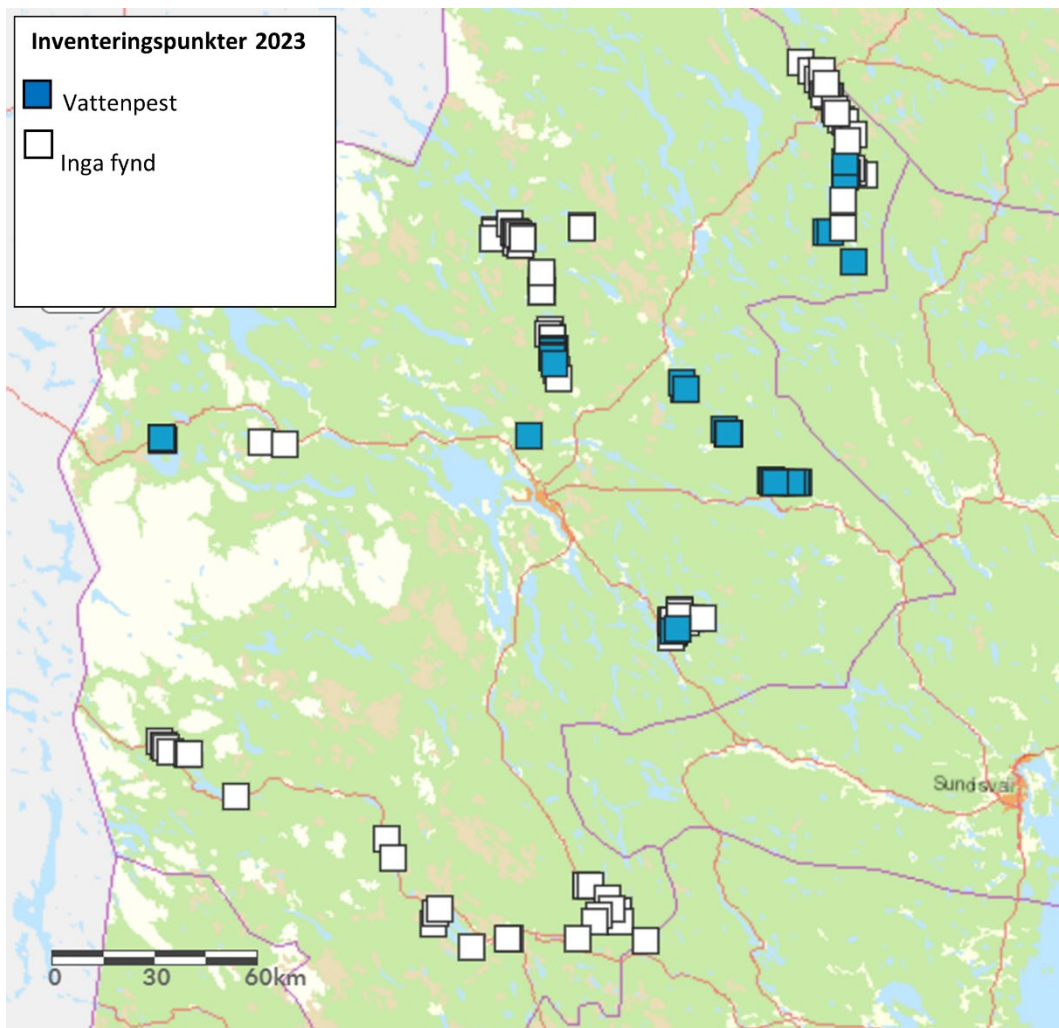 Inventeringspunkter 2023
Vattenpest
Inga fynd
Sundsvall
0 30 60km